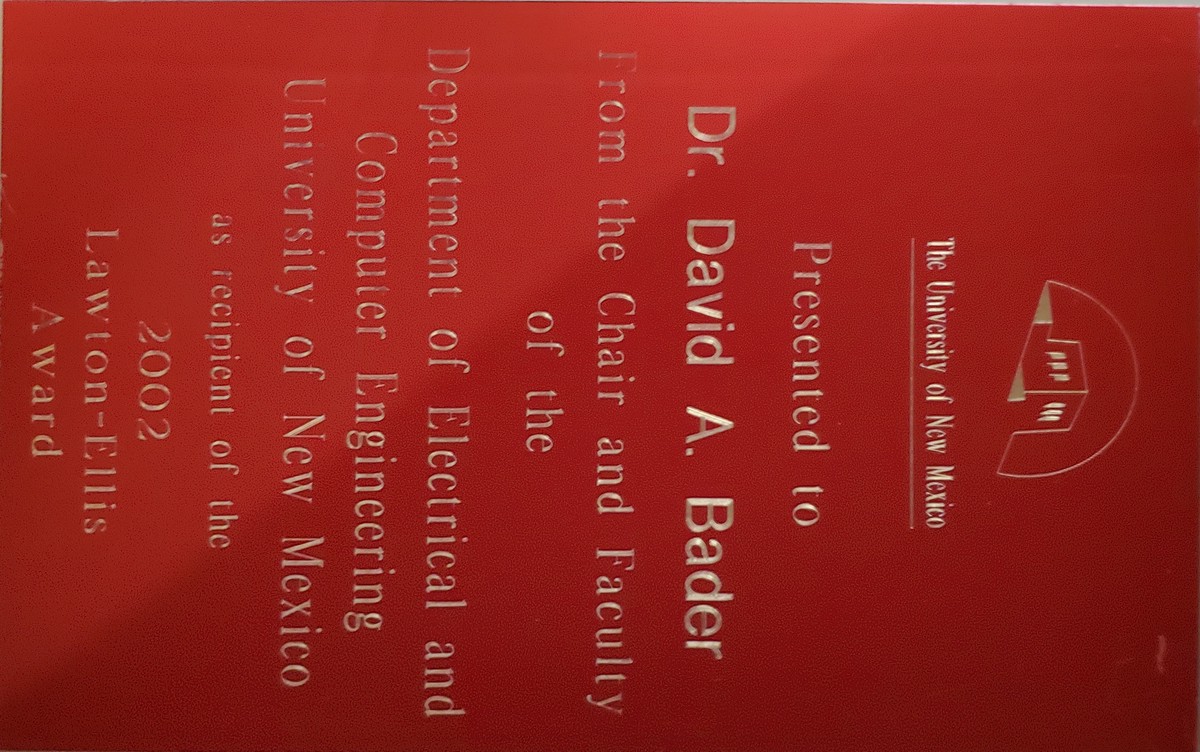 The University of New Mexico
Presented to
Dr. David A. Bader
From the Chair and Faculty
of the
Department of Electrical and
Computer Engineering
University of New Mexico
as recipient of the
2002
Lawton-Ellis
Award